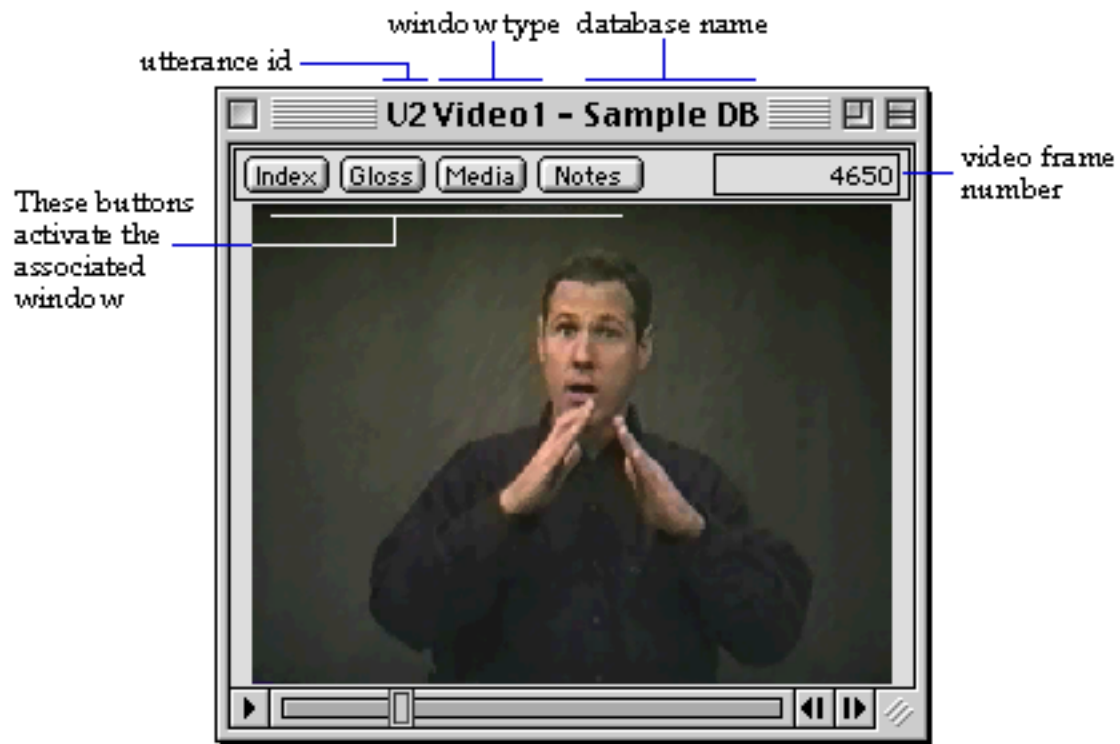 window type database name
utterance id
U2 Video1 - Sample DB
Index Gloss Media Notes 4650
video frame
number
These buttons
activate the
associated
window